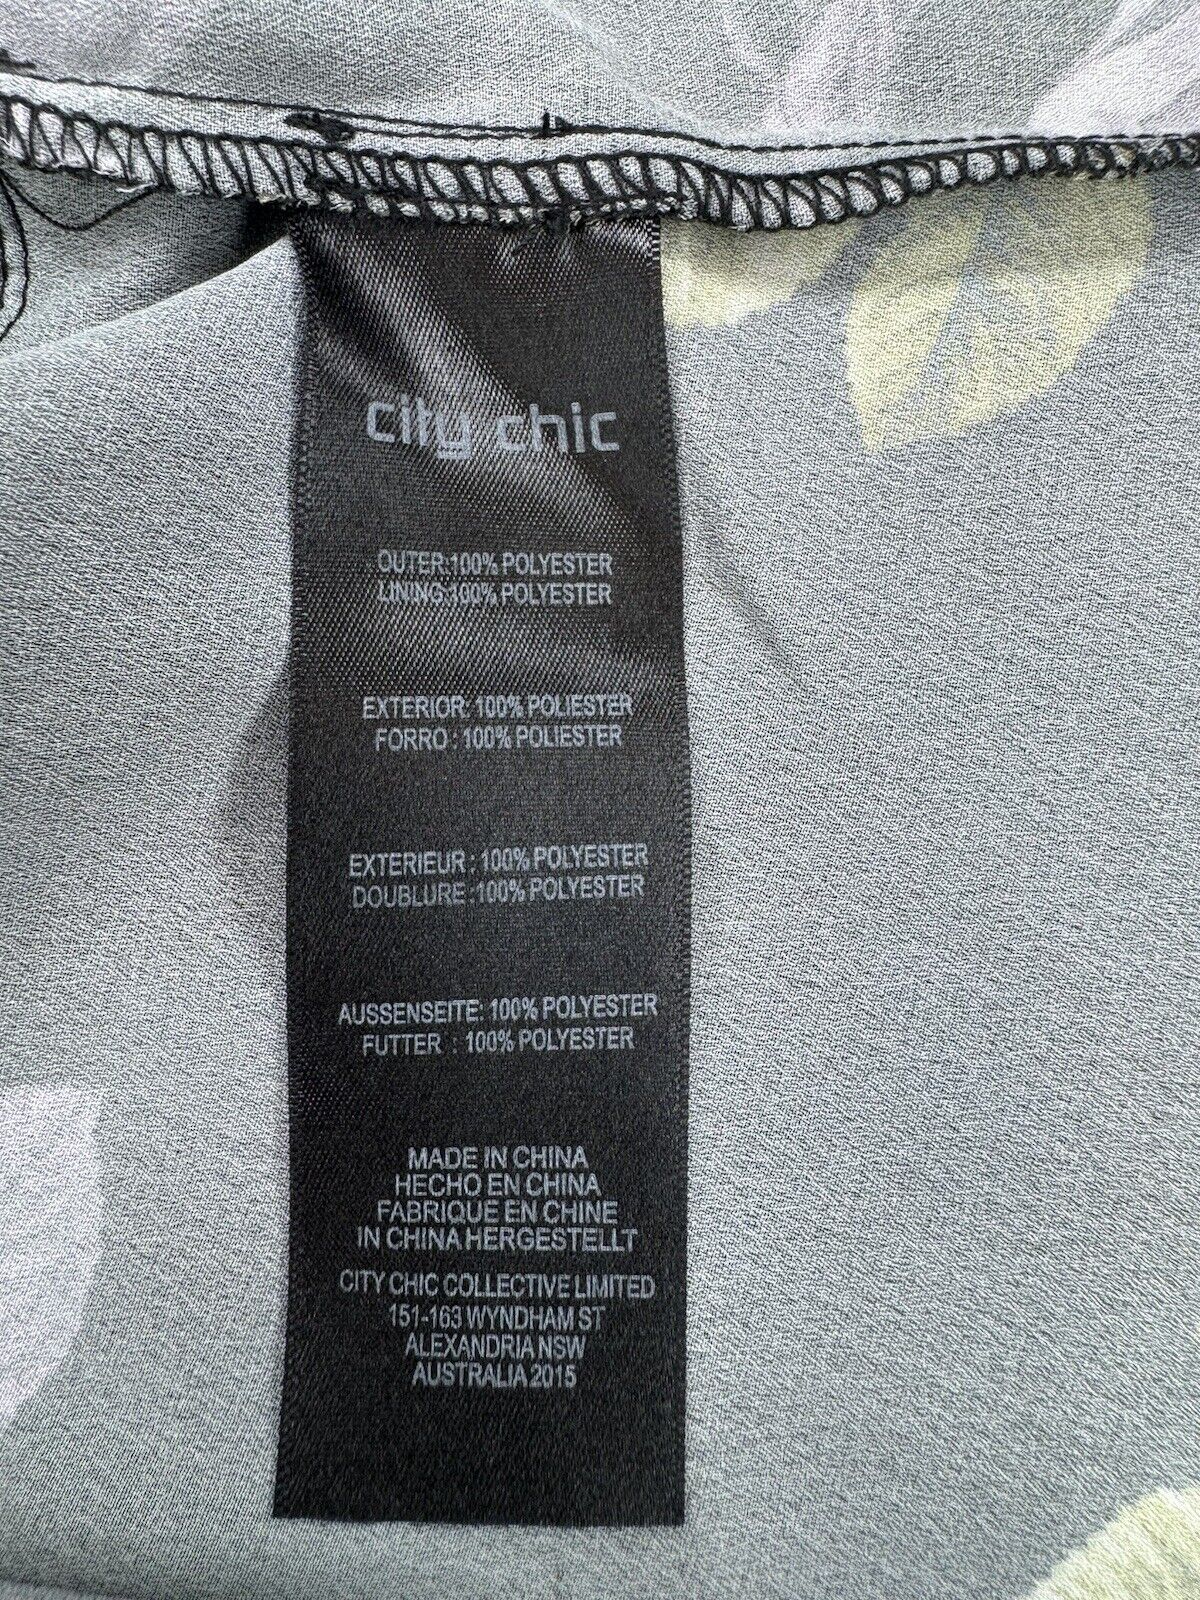 city chic
OUTER:100% POLYESTER
LINING:100% POLYESTER
EXTERIOR: 100% POLIESTER
FORRO : 100% POLIESTER
EXTERIEUR : 100% POLYESTER
DOUBLURE :100% POLYESTER
AUSSENSEITE: 100% POLYESTER
FUTTER : 100% POLYESTER
MADE IN CHINA
HECHO EN CHINA
FABRIQUE EN CHINE
IN CHINA HERGESTELLT
CITY CHIC COLLECTIVE LIMITED
151-163 WYNDHAM ST
ALEXANDRIA NSW
AUSTRALIA 2015